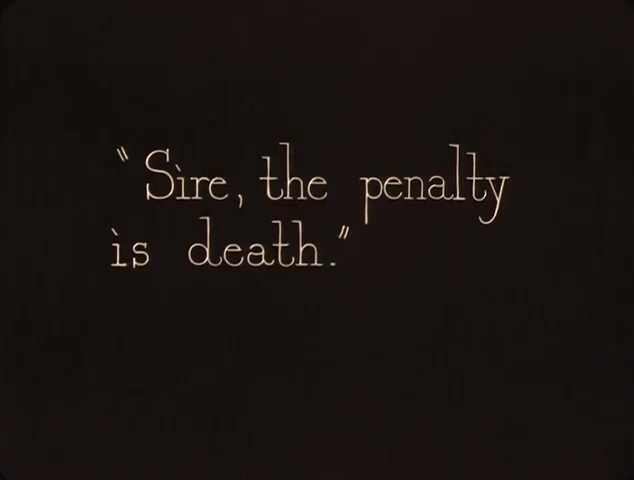 "Sire, the penalty
is death."